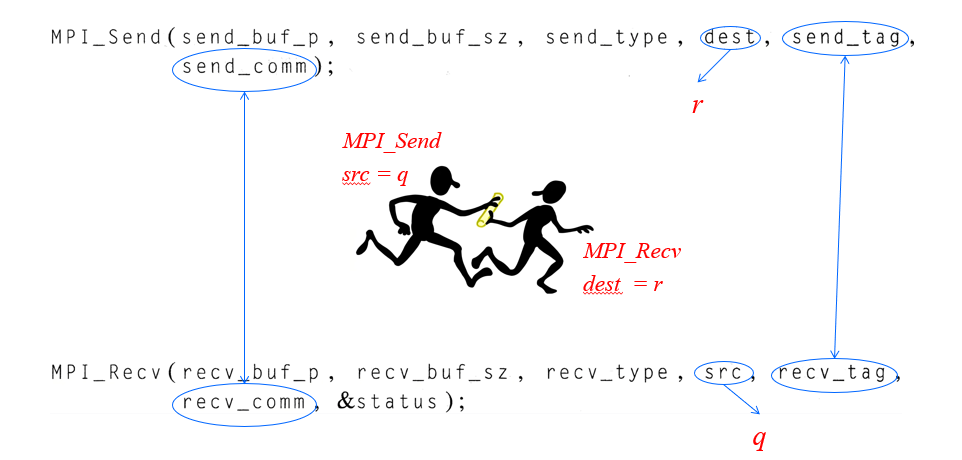 MPI_Send(send_buf_p, send_buf_sz, send_type, dest, send_tag,
send_comm);
r
MPI_Send
src = q
MPI_Recv
dest = r
MPI_Recv(recv_buf_p, recv_buf_sz, recv_type, src, recv_tag,
recv_comm, &status);
q